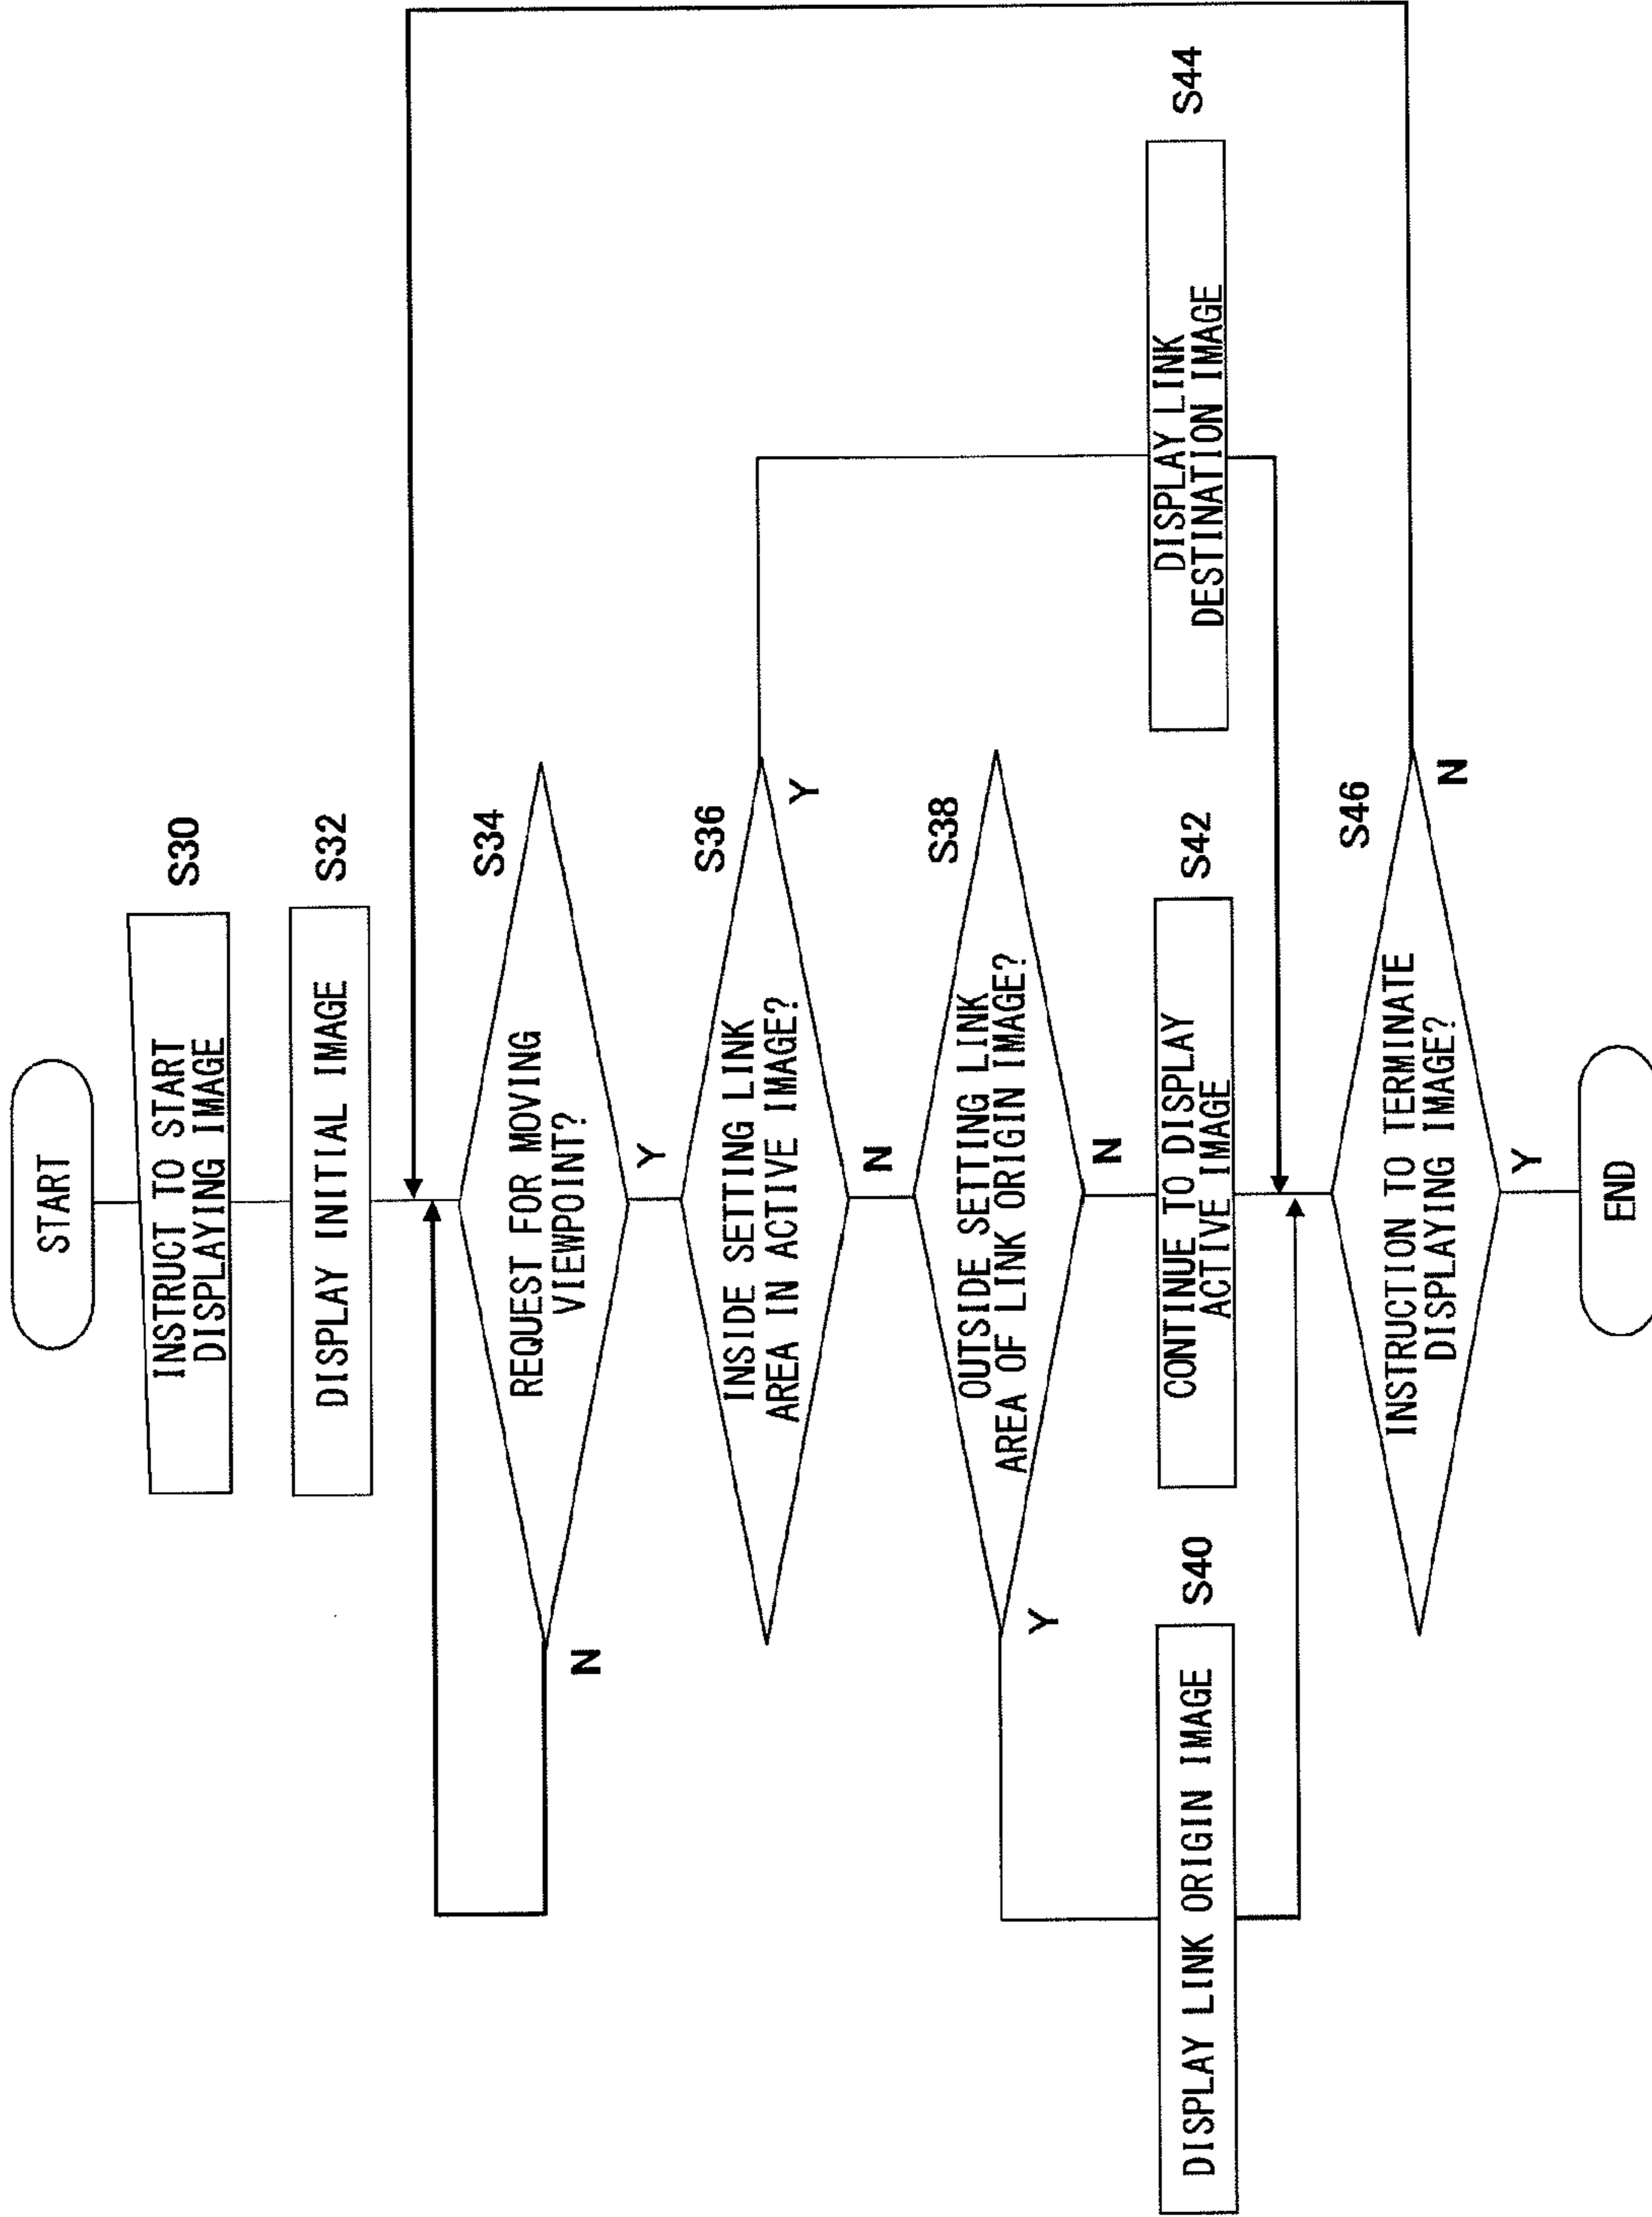 START
INSTRUCT TO START
DISPLAYING IMAGE
S30
DISPLAY INITIAL IMAGE
S32
REQUEST FOR MOVING
VIEWPOINT?
S34
N
Y
INSIDE SETTING LINK
AREA IN ACTIVE IMAGE?
S36
Y
N
OUTSIDE SETTING LINK
AREA OF LINK ORIGIN IMAGE?
S38
Y
N
DISPLAY LINK ORIGIN IMAGE
S40
CONTINUE TO DISPLAY
ACTIVE IMAGE
S42
DISPLAY LINK
DESTINATION IMAGE
S44
INSTRUCTION TO TERMINATE
DISPLAYING IMAGE?
S46
N
Y
END